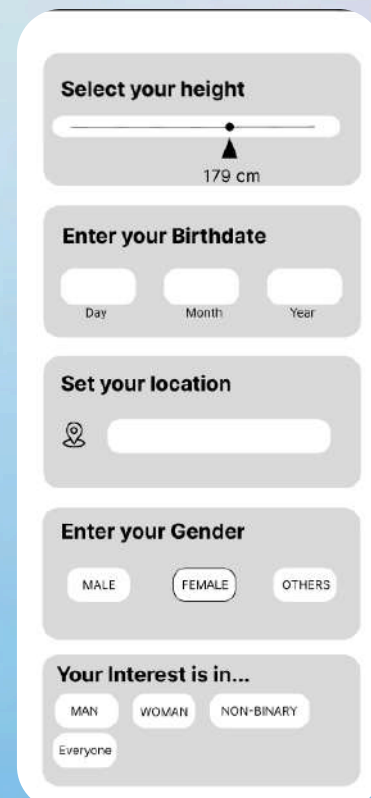 Select your height
179 cm
Enter your Birthdate
Day Month Year
Set your location
Enter your Gender
MALE FEMALE OTHERS
Your Interest is in...
MAN WOMAN NON-BINARY
Everyone